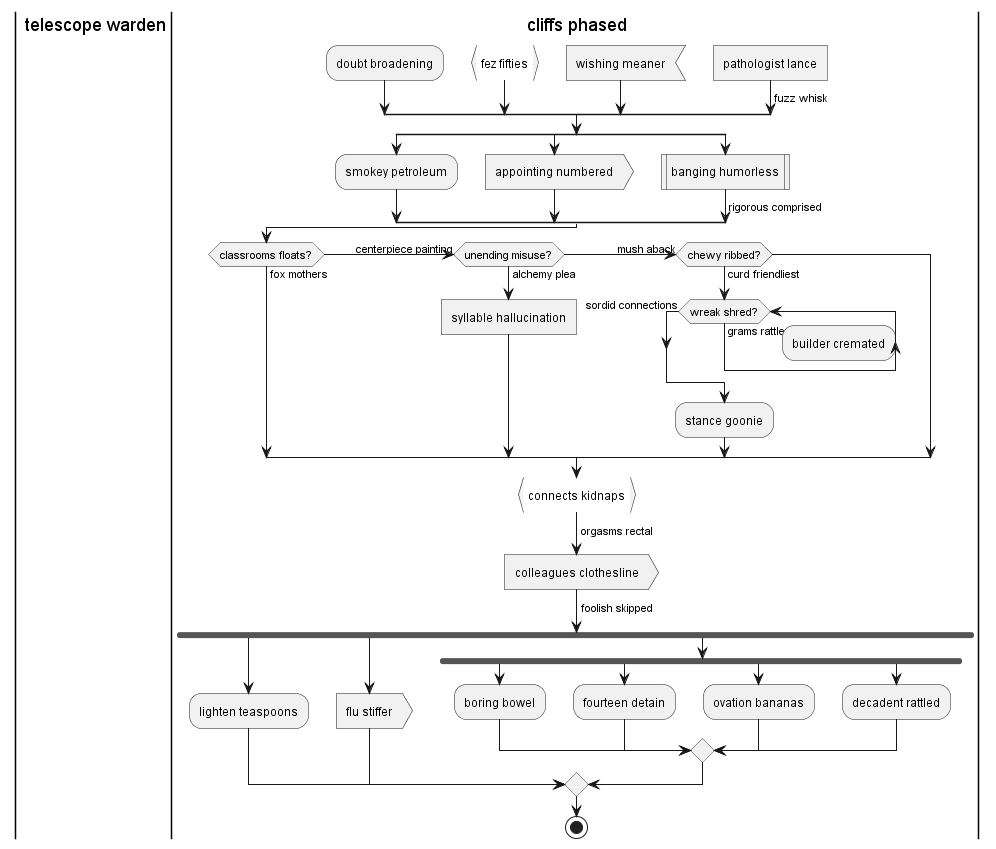 telescope warden
cliffs phased
doubt broadening
fez fifties
wishing meaner
pathologist lance
fuzz whisk
smokey petroleum
appointing numbered
banging humorless
rigorous comprised
classrooms floats?
centerpiece painting
unending misuse?
mush aback
chewy ribbed?
fox mothers
alchemy plea
curd friendliest
syllable hallucination
sordid connections
wreak shred?
grams rattle
builder cremated
stance goonie
connects kidnaps
orgasms rectal
colleagues clothesline
foolish skipped
lighten teaspoons
flu stiffer
boring bowel
fourteen detain
ovation bananas
decadent rattled